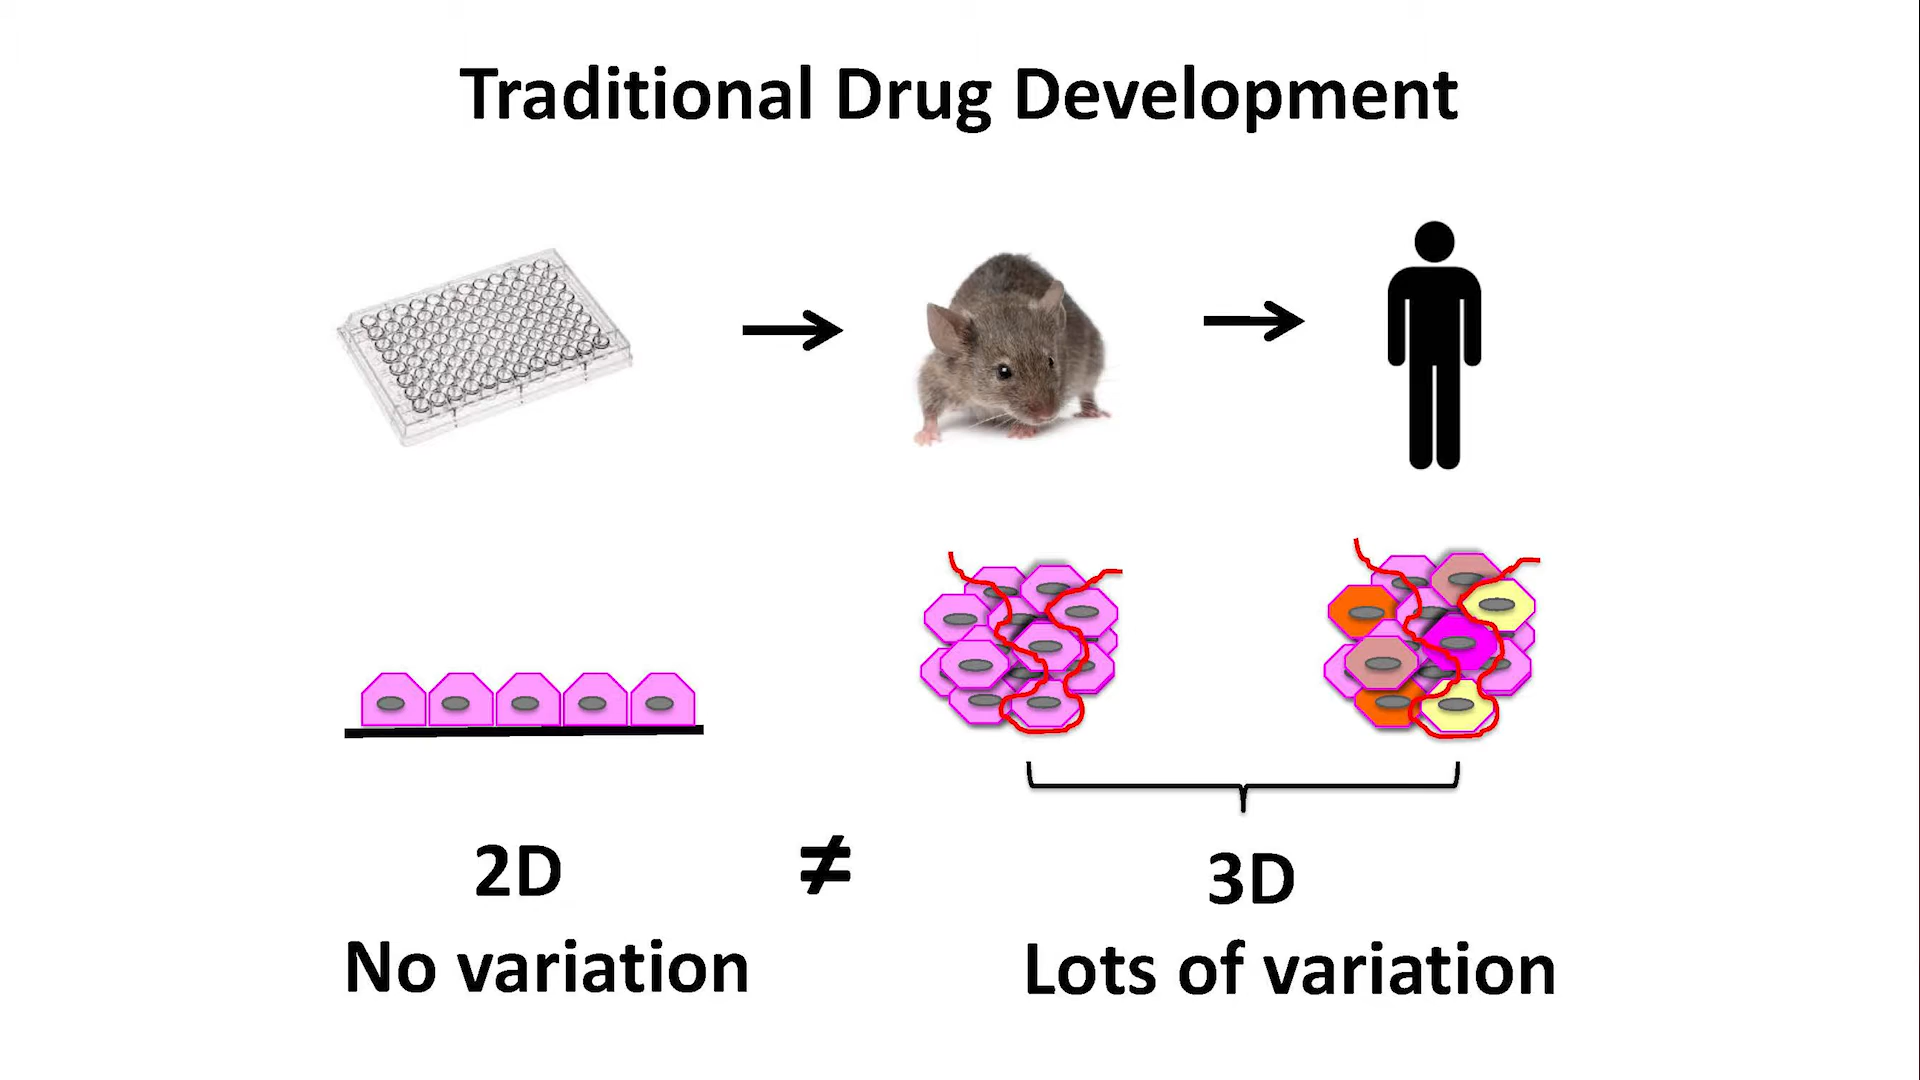 Traditional Drug Development
2D ≠ 3D
No variation Lots of variation